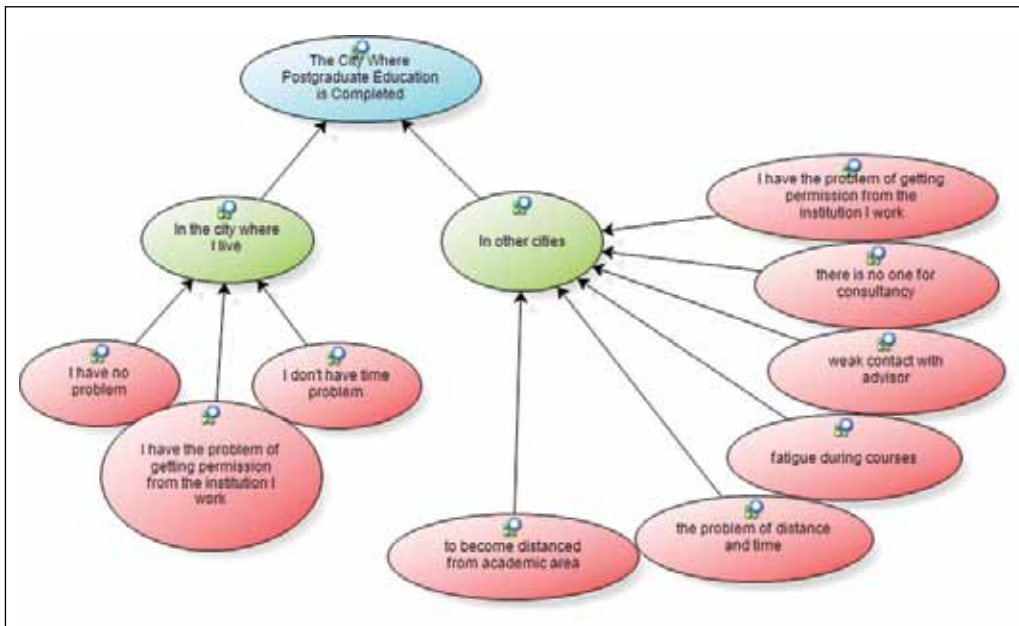 The City Where
Postgraduate Education
is Completed
In the city where
I live
In other cities
I have the problem of getting
permission from the
institution I work
there is no one for
consultancy
weak contact with
advisor
fatigue during courses
the problem of distance
and time
to become distanced
from academic area
I have no
problem
I don't have time
problem
I have the problem of
getting permission
from the institution I
work